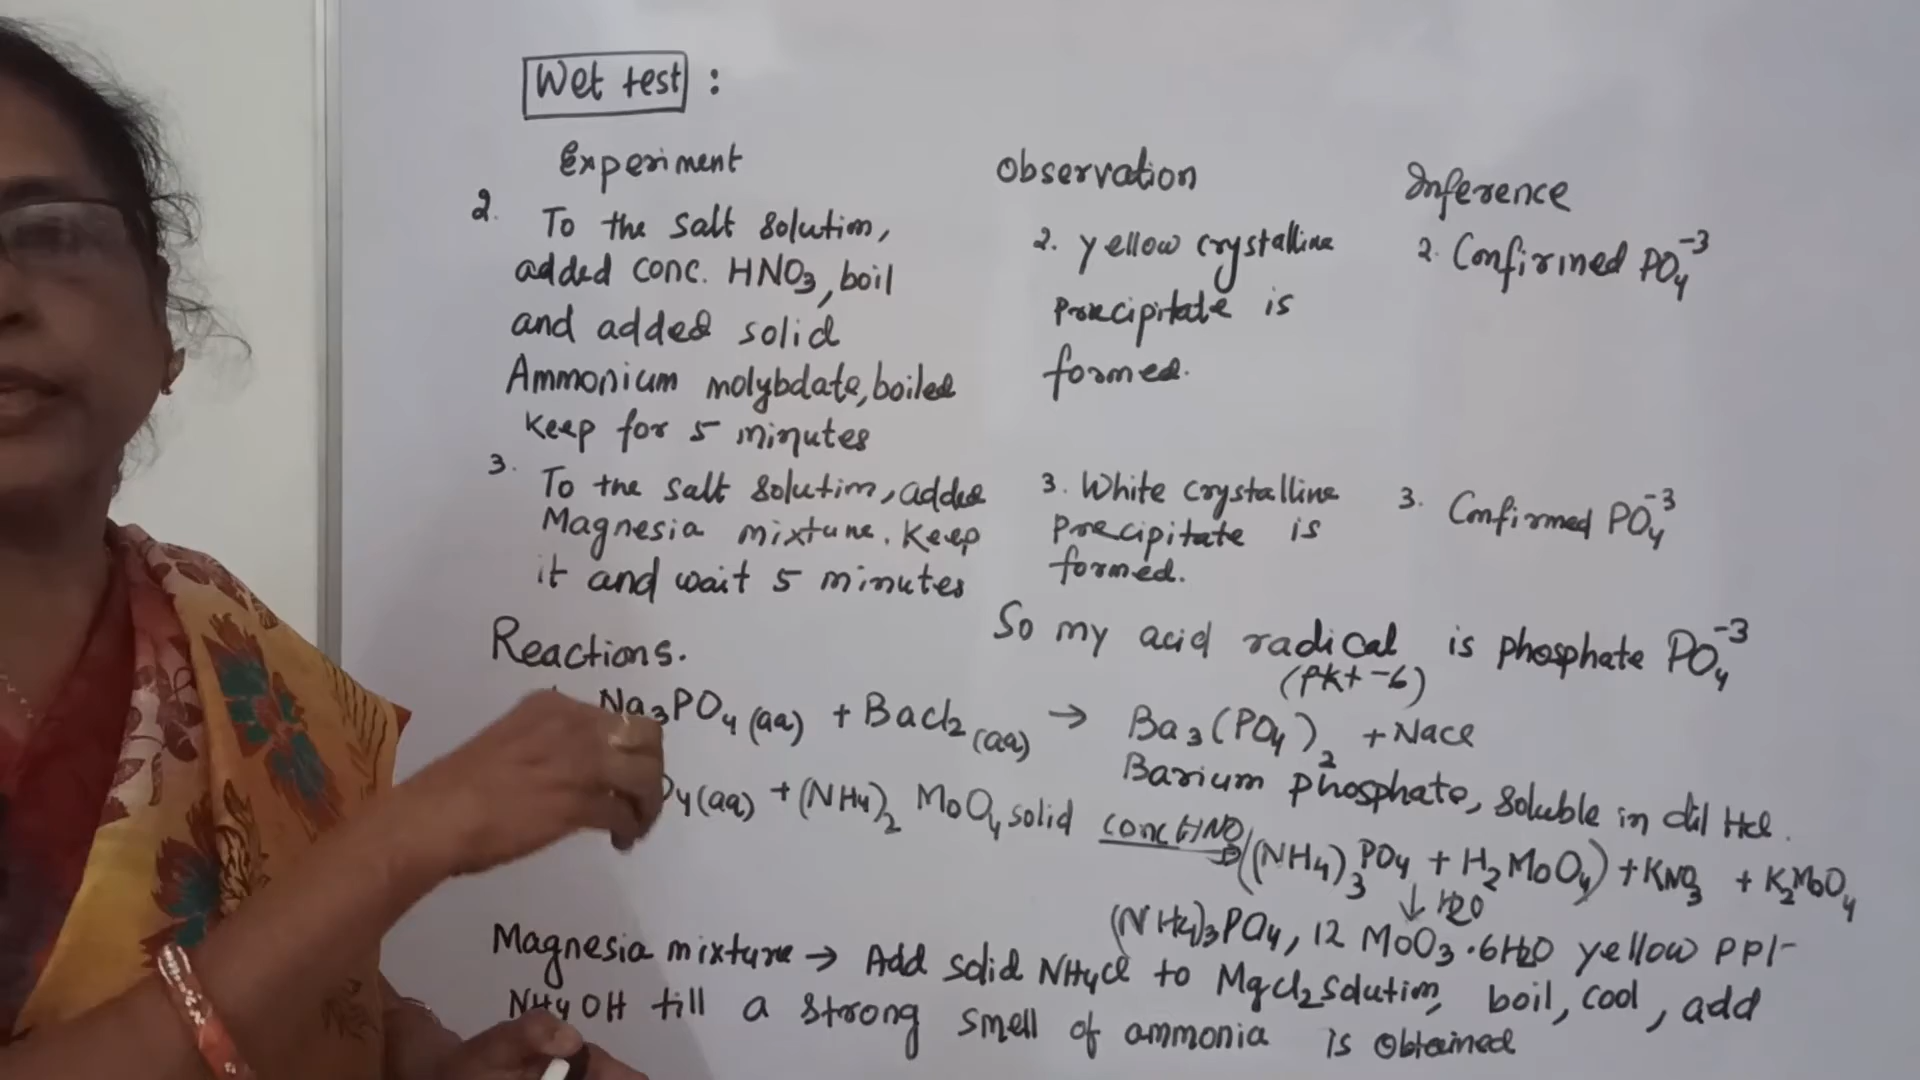 Wet test :
Experiment Observation Inference
2. To the salt solution, 2. yellow crystalline 2. Confirmed PO₄⁻³
added conc. HNO₃, boil precipitate is
and added solid formed.
Ammonium molybdate, boiled
keep for 5 minutes
3. To the salt solution, added 3. White crystalline 3. Confirmed PO₄⁻³
Magnesia mixture. Keep precipitate is
it and wait 5 minutes formed.
Reactions. So my acid radical is phosphate PO₄⁻³
(pkt-6)
Na₃PO₄(aq) + BaCl₂(aq) → Ba₃(PO₄)₂ + NaCl
Barium phosphate, soluble in dil HCl.
O₄(aq) + (NH₄)₂ MoO₄ solid conc HNO₃ → ((NH₄)₃PO₄ + H₂MoO₄) + KNO₃ + K₂MoO₄
↓ H2O
(NH₄)₃PO₄, 12 MoO₃·6H₂O yellow ppt
Magnesia mixture → Add solid NH₄Cl to MgCl₂ solution, boil, cool, add
NH₄OH till a strong smell of ammonia is obtained